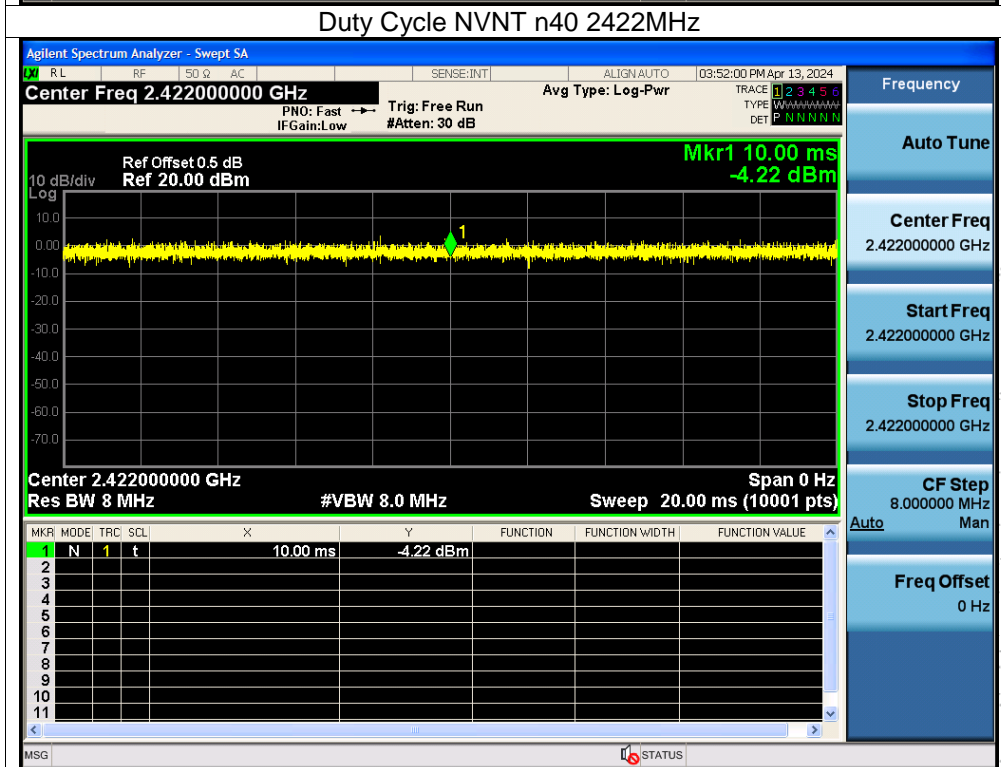 Duty Cycle NVNT n40 2422MHz
Agilent Spectrum Analyzer - Swept SA
LXI RL RF 50 Ω AC SENSE:INT ALIGN AUTO 03:52:00 PM Apr 13, 2024
Center Freq 2.422000000 GHz Avg Type: Log-Pwr TRACE 1 2 3 4 5 6
PNO: Fast Trig: Free Run TYPE WWWWWW
IFGain:Low #Atten: 30 dB DET P N N N N N
Frequency
Mkr1 10.00 ms
-4.22 dBm
Ref Offset 0.5 dB
10 dB/div Ref 20.00 dBm
Log
10.0
0.00
-10.0
-20.0
-30.0
-40.0
-50.0
-60.0
-70.0
1
Center 2.422000000 GHz Span 0 Hz
Res BW 8 MHz #VBW 8.0 MHz Sweep 20.00 ms (10001 pts)
MKR MODE TRC SCL X Y FUNCTION FUNCTION WIDTH FUNCTION VALUE
1 N 1 t 10.00 ms -4.22 dBm
2
3
4
5
6
7
8
9
10
11
MSG STATUS
Auto Tune
Center Freq
2.422000000 GHz
Start Freq
2.422000000 GHz
Stop Freq
2.422000000 GHz
CF Step
8.000000 MHz
Auto Man
Freq Offset
0 Hz